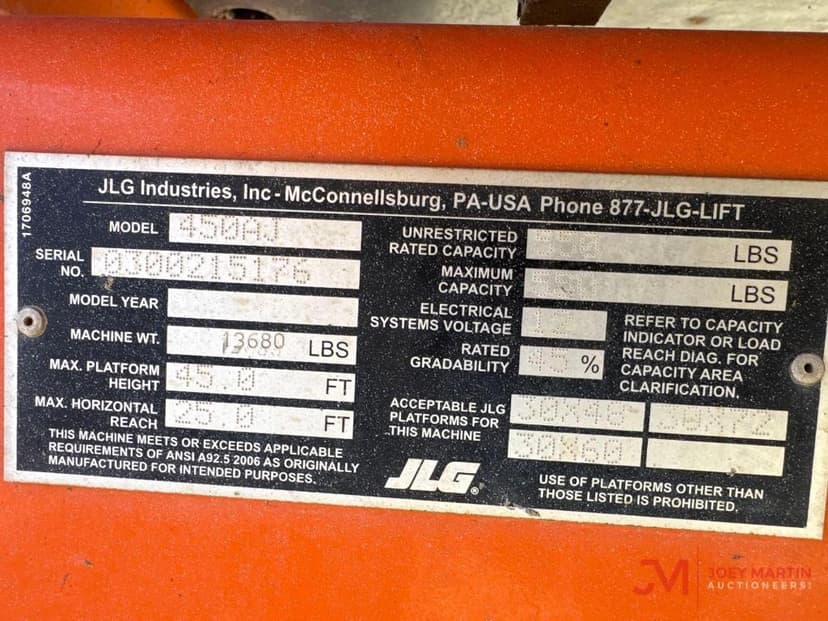 1706948A
JLG Industries, Inc - McConnellsburg, PA-USA Phone 877-JLG-LIFT
MODEL 450AJ
SERIAL NO. 0300215176
MODEL YEAR
MACHINE WT. 13680 LBS
MAX. PLATFORM HEIGHT 45.0 FT
MAX. HORIZONTAL REACH 25.0 FT
THIS MACHINE MEETS OR EXCEEDS APPLICABLE
REQUIREMENTS OF ANSI A92.5 2006 AS ORIGINALLY
MANUFACTURED FOR INTENDED PURPOSES.
UNRESTRICTED
RATED CAPACITY LBS
MAXIMUM
CAPACITY LBS
ELECTRICAL
SYSTEMS VOLTAGE
RATED
GRADABILITY 45 %
REFER TO CAPACITY
INDICATOR OR LOAD
REACH DIAG. FOR
CAPACITY AREA
CLARIFICATION.
ACCEPTABLE JLG
PLATFORMS FOR
THIS MACHINE
30X48
30X60
JLG®
USE OF PLATFORMS OTHER THAN
THOSE LISTED IS PROHIBITED.
JM JOEY MARTIN
AUCTIONEERS